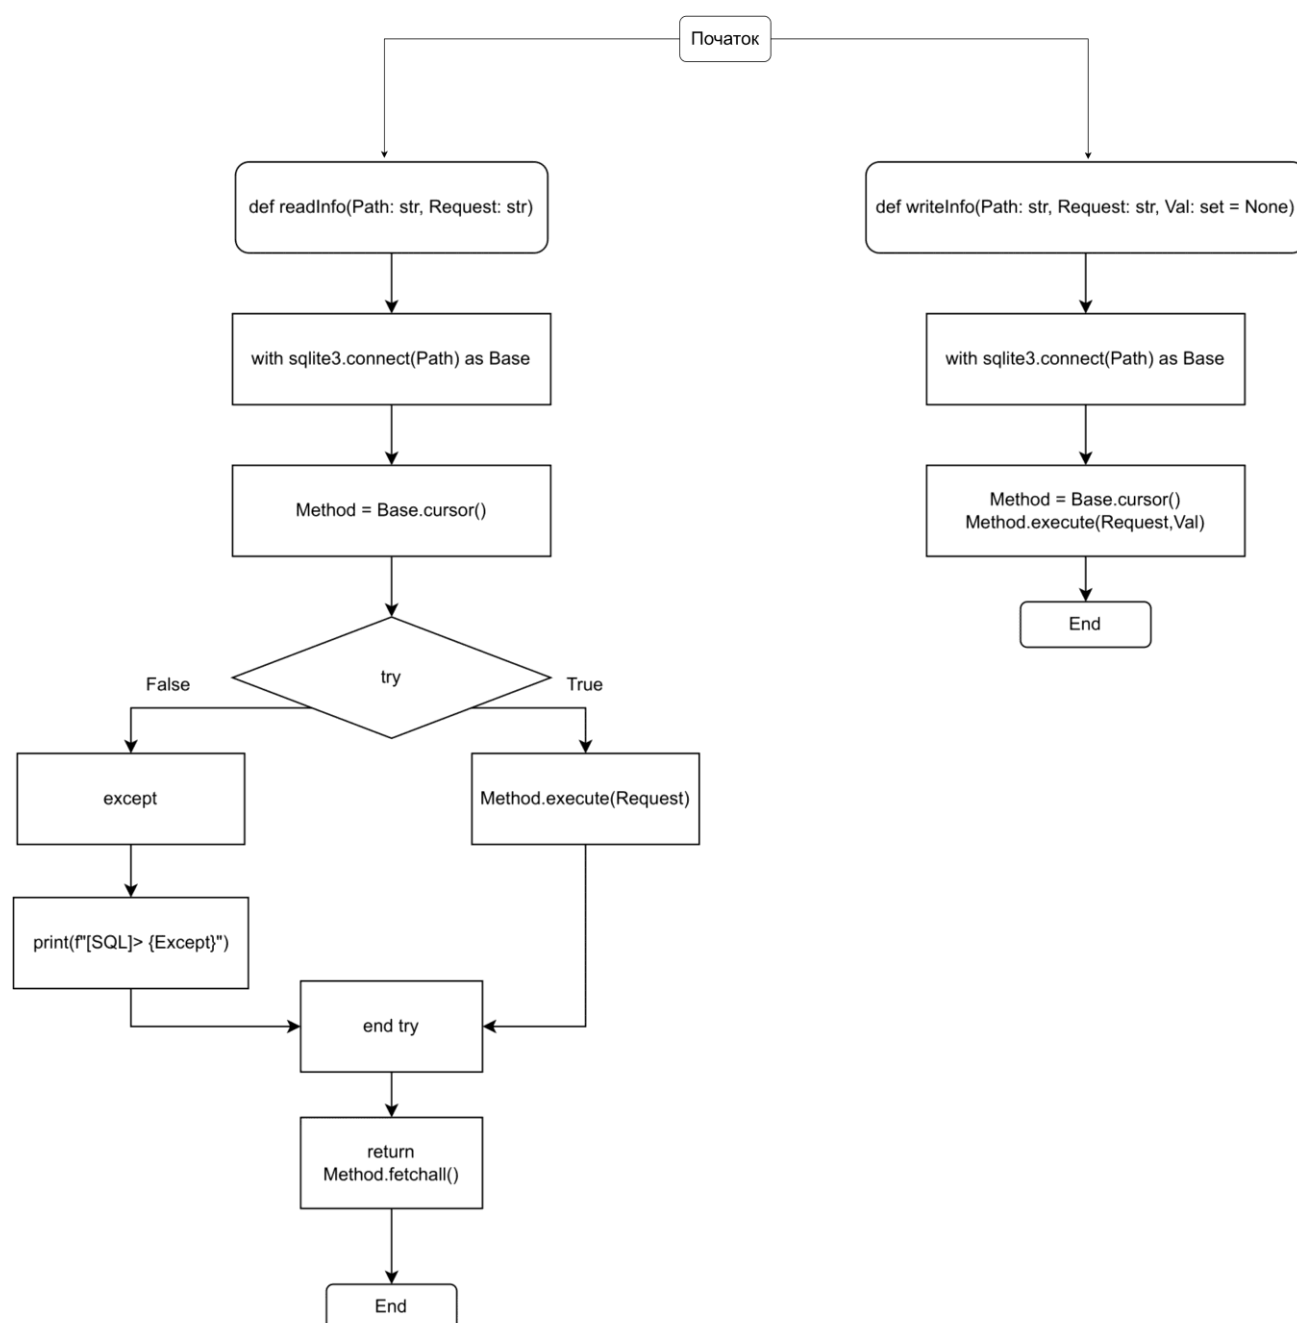 Початок
def readInfo(Path: str, Request: str)
with sqlite3.connect(Path) as Base
Method = Base.cursor()
try
False
True
except
Method.execute(Request)
print(f"[SQL]> {Except}")
end try
return
Method.fetchall()
End
def writeInfo(Path: str, Request: str, Val: set = None)
with sqlite3.connect(Path) as Base
Method = Base.cursor()
Method.execute(Request,Val)
End